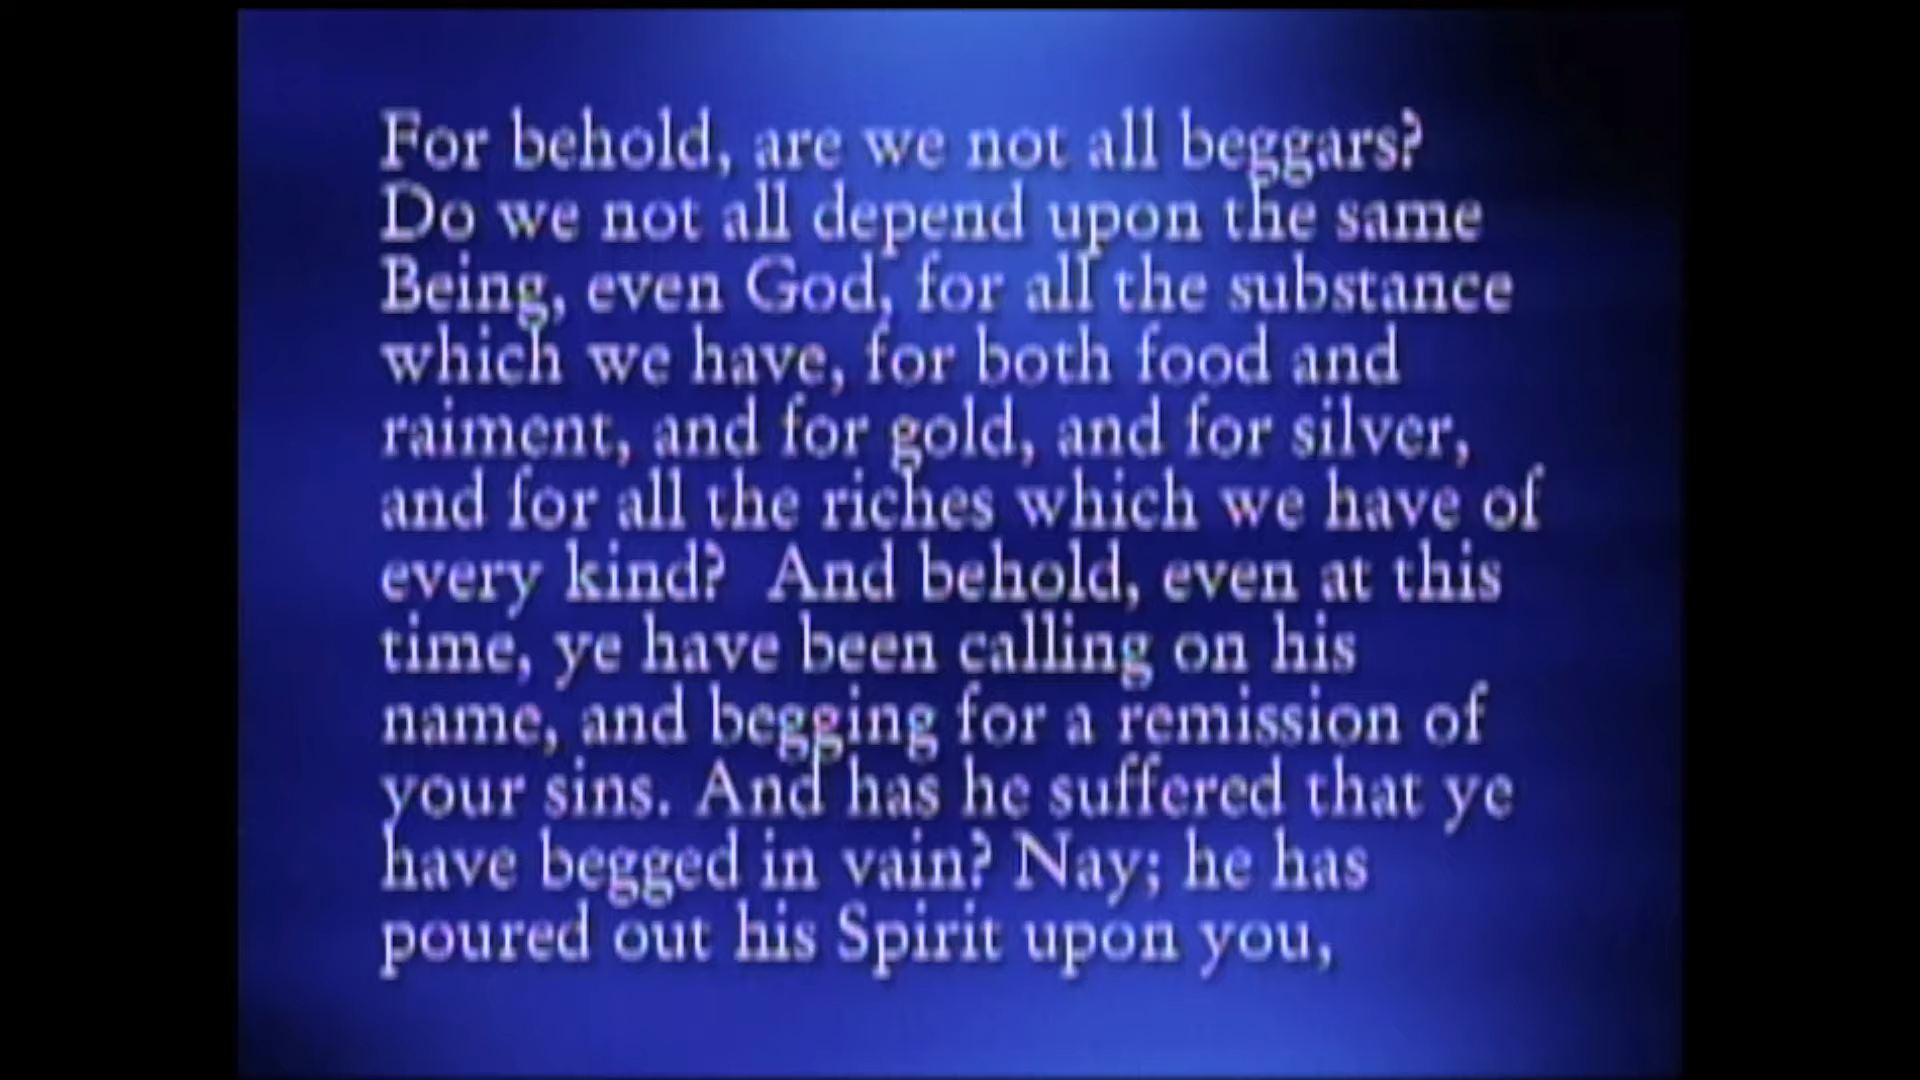 For behold, are we not all beggars?
Do we not all depend upon the same
Being, even God, for all the substance
which we have, for both food and
raiment, and for gold, and for silver,
and for all the riches which we have of
every kind?  And behold, even at this
time, ye have been calling on his
name, and begging for a remission of
your sins. And has he suffered that ye
have begged in vain? Nay; he has
poured out his Spirit upon you,